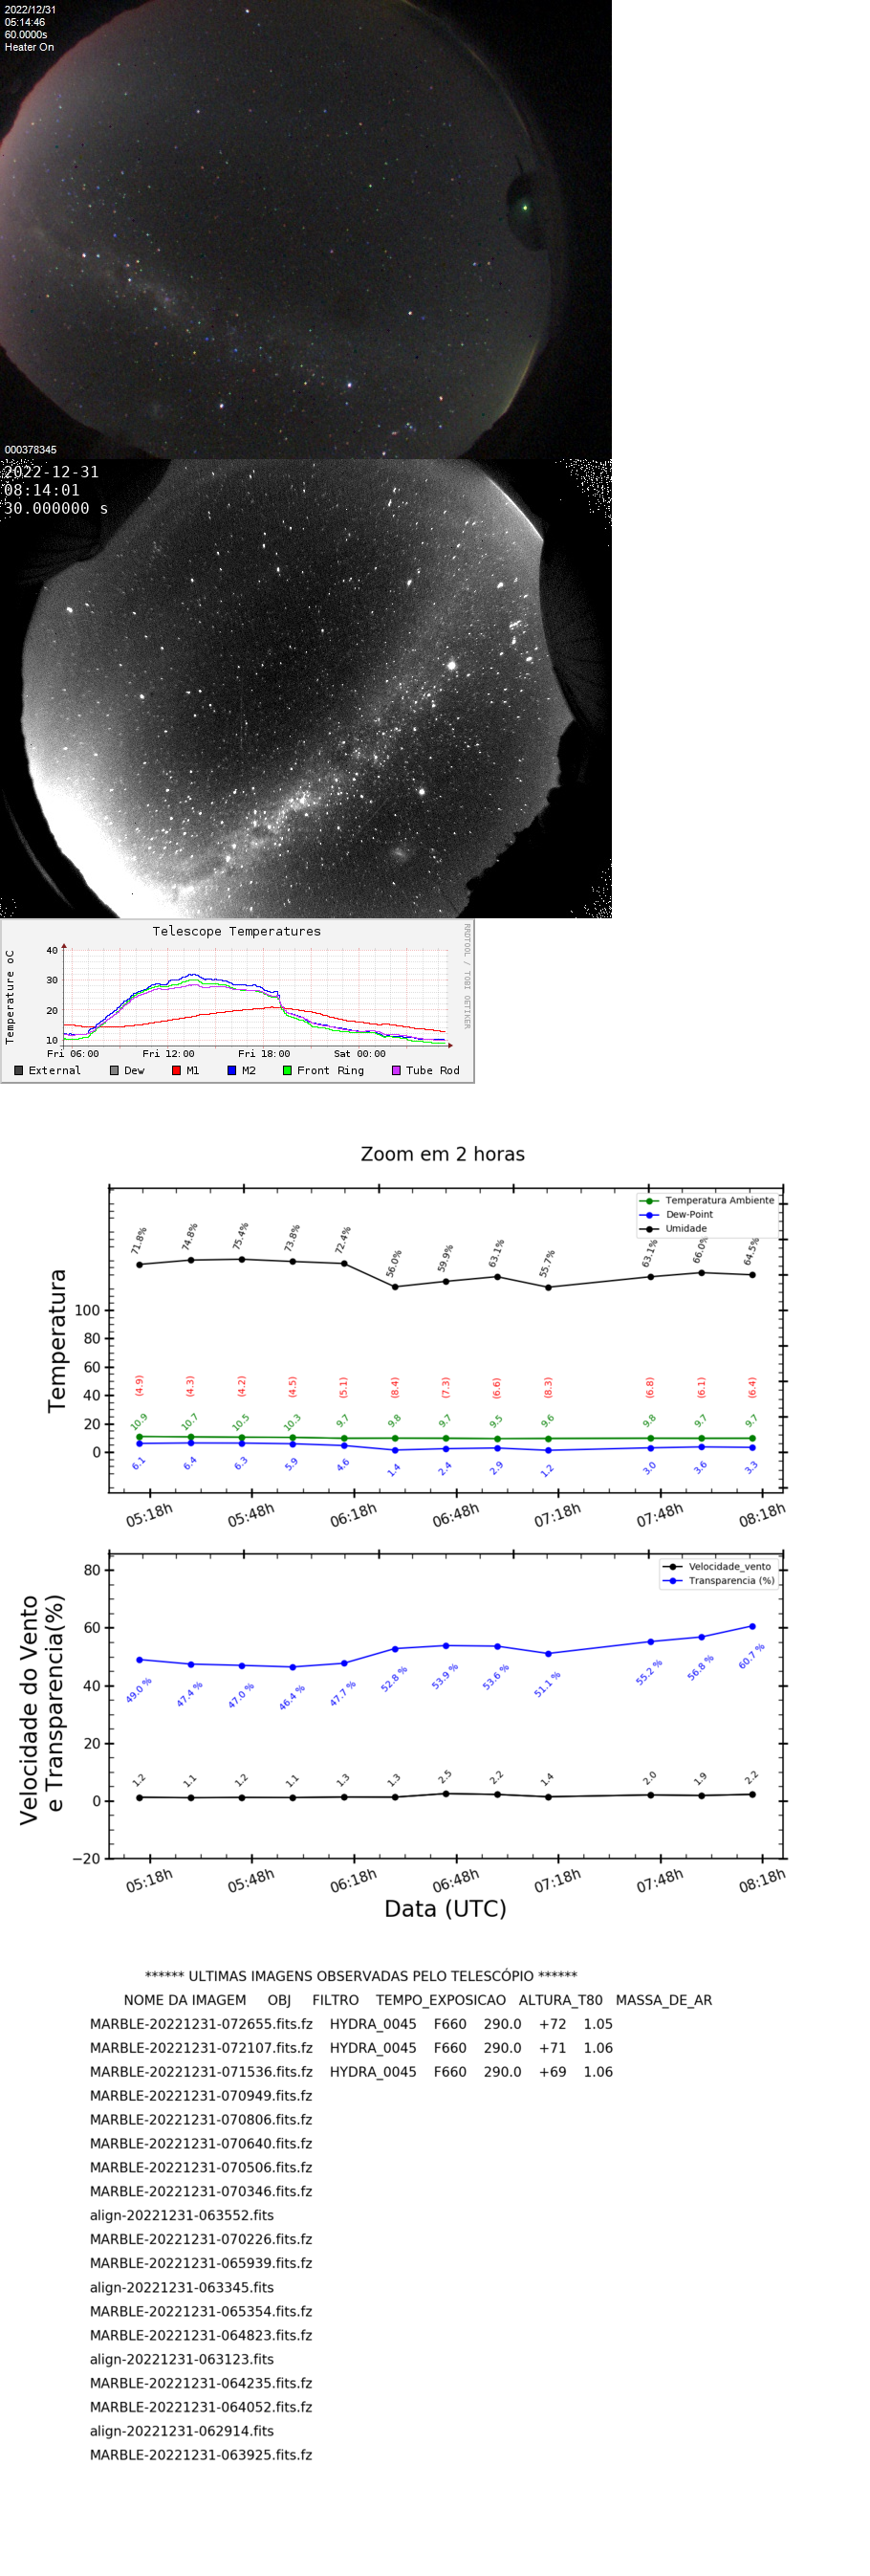 2022/12/31
05:14:46
60.0000s
Heater On
000378345
2022-12-31
08:14:01
30.000000 s
Telescope Temperatures
RRDTOOL / TOBI OETIKER
Temperature oC
40
30
20
10
Fri 06:00 Fri 12:00 Fri 18:00 Sat 00:00
External Dew M1 M2 Front Ring Tube Rod
Zoom em 2 horas
Temperatura Ambiente
Dew-Point
Umidade
71.8% 74.8% 75.4% 73.8% 72.4% 56.0% 59.9% 63.1% 55.7% 63.1% 66.0% 64.5%
Temperatura
100
80
60
40
20
0
(4.9) (4.3) (4.2) (4.5) (5.1) (8.4) (7.3) (6.6) (8.3) (6.8) (6.1) (6.4)
10.9 10.7 10.5 10.3 9.7 9.8 9.7 9.5 9.6 9.8 9.7 9.7
6.1 6.4 6.3 5.9 4.6 1.4 2.4 2.9 1.2 3.0 3.6 3.3
05:18h 05:48h 06:18h 06:48h 07:18h 07:48h 08:18h
Velocidade_vento
Transparencia (%)
Velocidade do Vento
e Transparencia(%)
80
60
40
20
0
−20
49.0 % 47.4 % 47.0 % 46.4 % 47.7 % 52.8 % 53.9 % 53.6 % 51.1 % 55.2 % 56.8 % 60.7 %
1.2 1.1 1.2 1.1 1.3 1.3 2.5 2.2 1.4 2.0 1.9 2.2
05:18h 05:48h 06:18h 06:48h 07:18h 07:48h 08:18h
Data (UTC)
****** ULTIMAS IMAGENS OBSERVADAS PELO TELESCÓPIO ******
NOME DA IMAGEM OBJ FILTRO TEMPO_EXPOSICAO ALTURA_T80 MASSA_DE_AR
MARBLE-20221231-072655.fits.fz HYDRA_0045 F660 290.0 +72 1.05
MARBLE-20221231-072107.fits.fz HYDRA_0045 F660 290.0 +71 1.06
MARBLE-20221231-071536.fits.fz HYDRA_0045 F660 290.0 +69 1.06
MARBLE-20221231-070949.fits.fz
MARBLE-20221231-070806.fits.fz
MARBLE-20221231-070640.fits.fz
MARBLE-20221231-070506.fits.fz
MARBLE-20221231-070346.fits.fz
align-20221231-063552.fits
MARBLE-20221231-070226.fits.fz
MARBLE-20221231-065939.fits.fz
align-20221231-063345.fits
MARBLE-20221231-065354.fits.fz
MARBLE-20221231-064823.fits.fz
align-20221231-063123.fits
MARBLE-20221231-064235.fits.fz
MARBLE-20221231-064052.fits.fz
align-20221231-062914.fits
MARBLE-20221231-063925.fits.fz